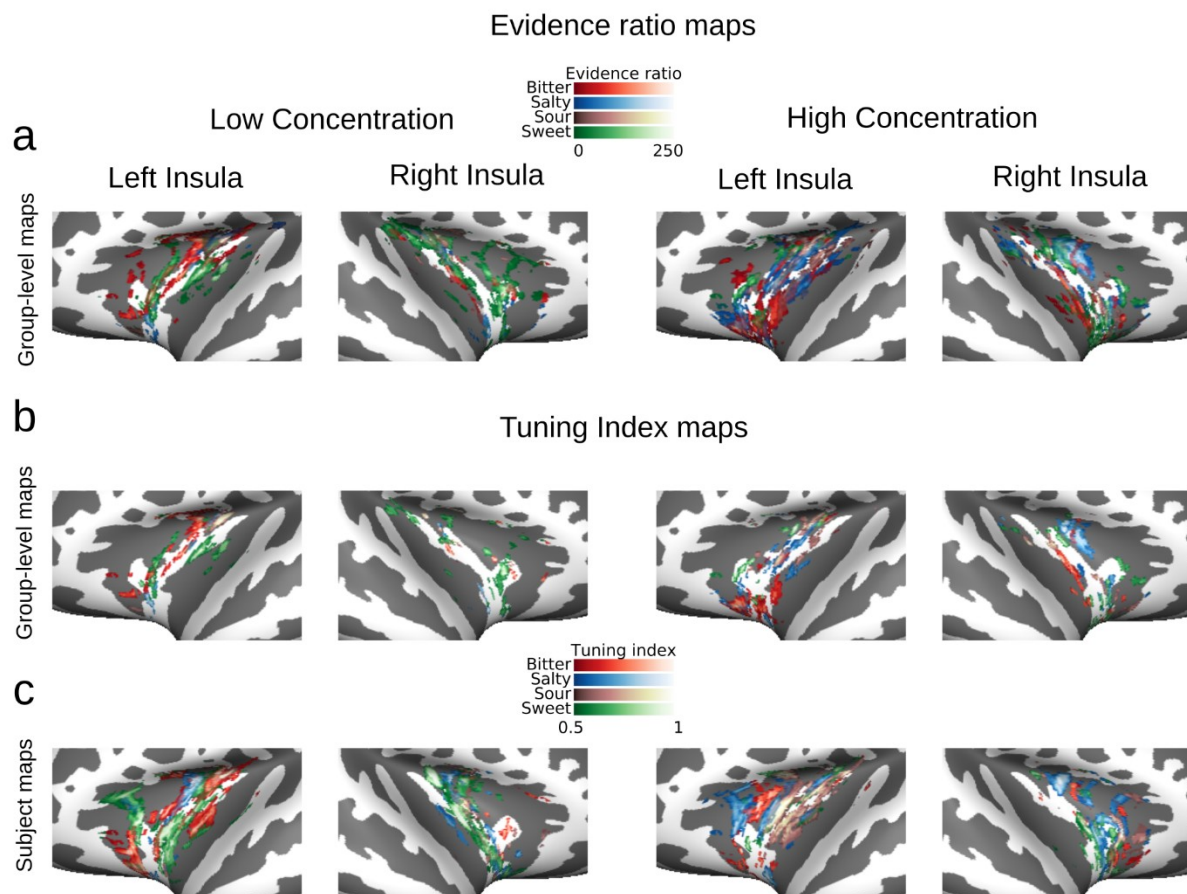 Evidence ratio maps
Evidence ratio
Bitter
Salty
Sour
Sweet
0 250
Low Concentration
High Concentration
a
Left Insula
Right Insula
Left Insula
Right Insula
Group-level maps
b
Tuning Index maps
Group-level maps
Tuning index
Bitter
Salty
Sour
Sweet
0.5 1
c
Subject maps